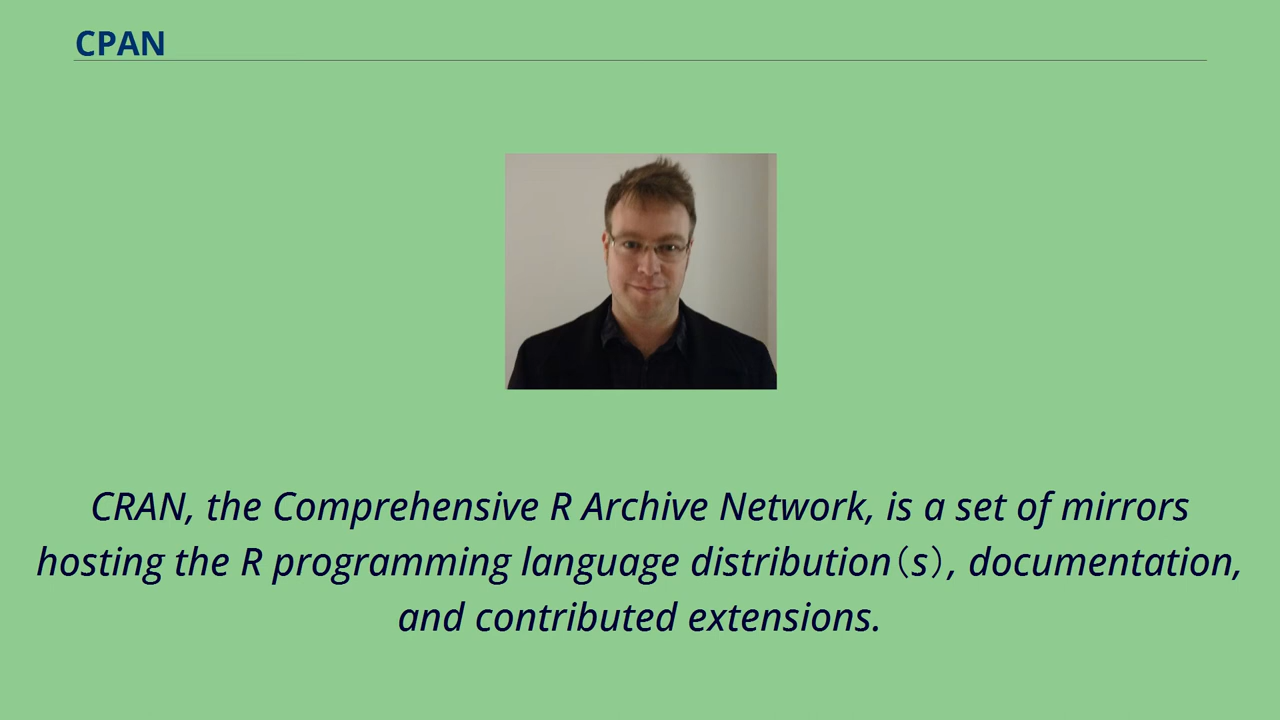 CPAN
CRAN, the Comprehensive R Archive Network, is a set of mirrors
hosting the R programming language distribution(s), documentation,
and contributed extensions.